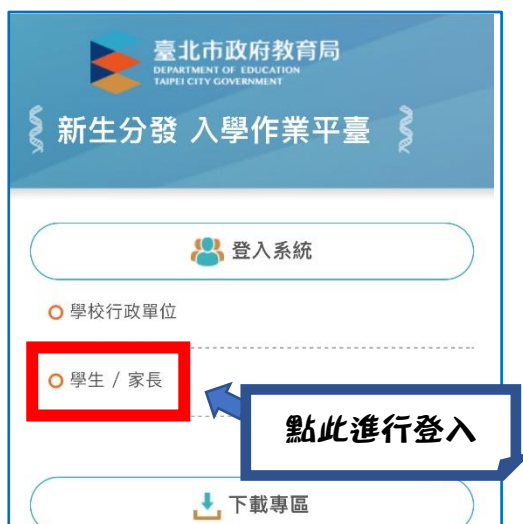 臺北市政府教育局
DEPARTMENT OF EDUCATION
TAIPEI CITY GOVERNMENT
新生分發 入學作業平臺
登入系統
學校行政單位
學生 / 家長
點此進行登入
下載專區